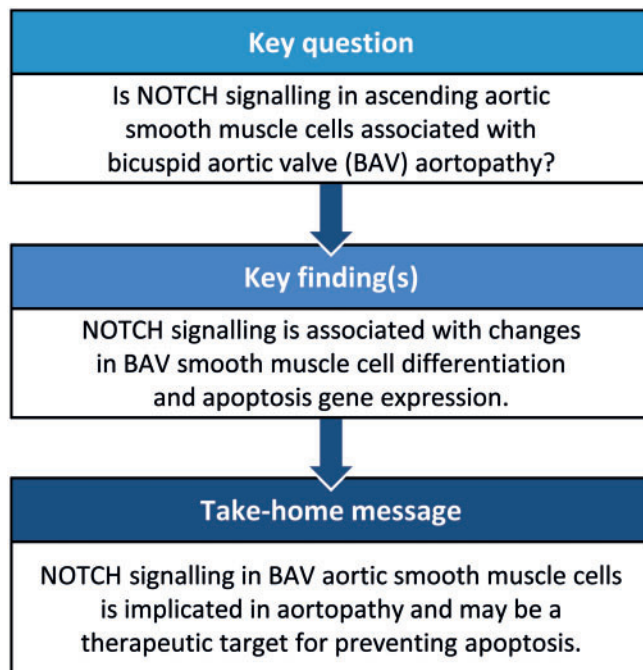 Key question
Is NOTCH signalling in ascending aortic
smooth muscle cells associated with
bicuspid aortic valve (BAV) aortopathy?
Key finding(s)
NOTCH signalling is associated with changes
in BAV smooth muscle cell differentiation
and apoptosis gene expression.
Take-home message
NOTCH signalling in BAV aortic smooth muscle cells
is implicated in aortopathy and may be a
therapeutic target for preventing apoptosis.